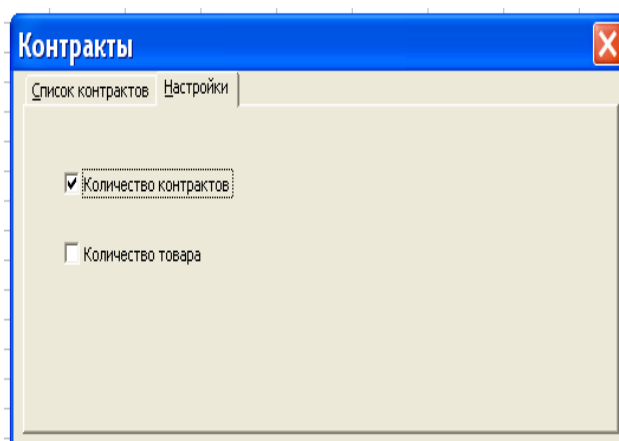 Контракты
Список контрактов Настройки
Количество контрактов
Количество товара